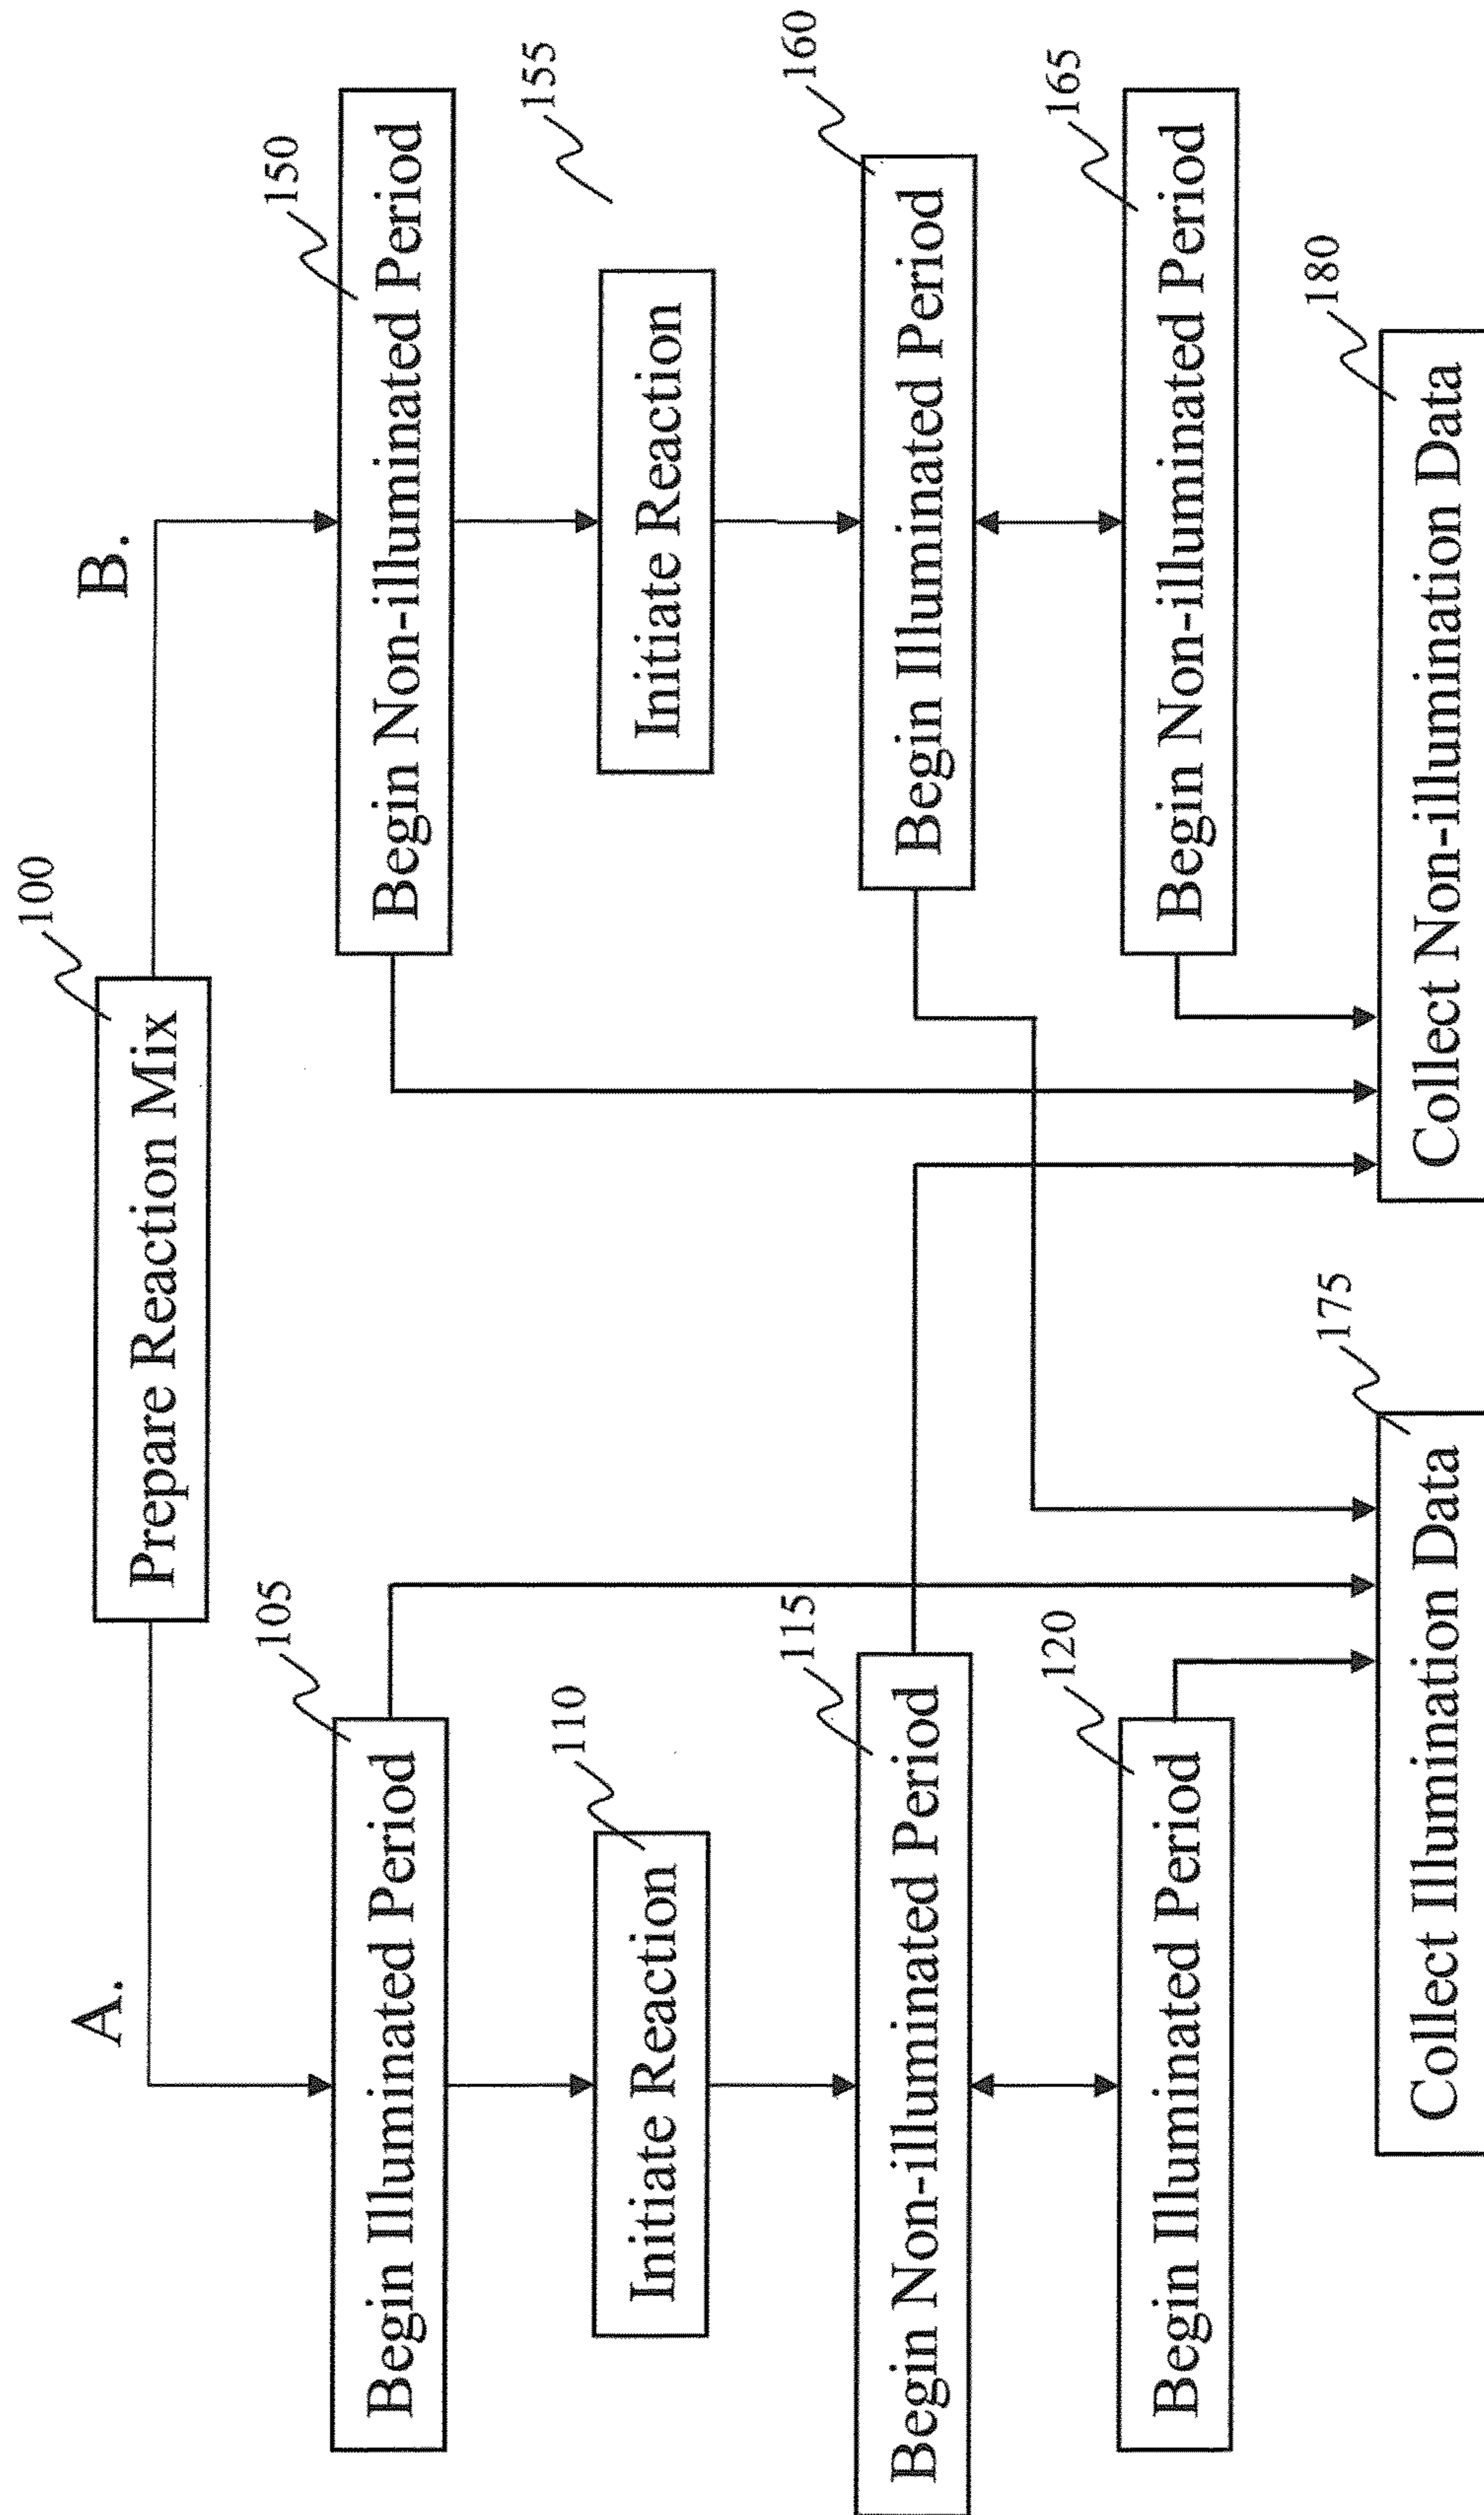 100
Prepare Reaction Mix
A.
B.
105
Begin Illuminated Period
150
Begin Non-illuminated Period
110
Initiate Reaction
155
Initiate Reaction
115
Begin Non-illuminated Period
160
Begin Illuminated Period
120
Begin Illuminated Period
165
Begin Non-illuminated Period
175
Collect Illumination Data
180
Collect Non-illumination Data